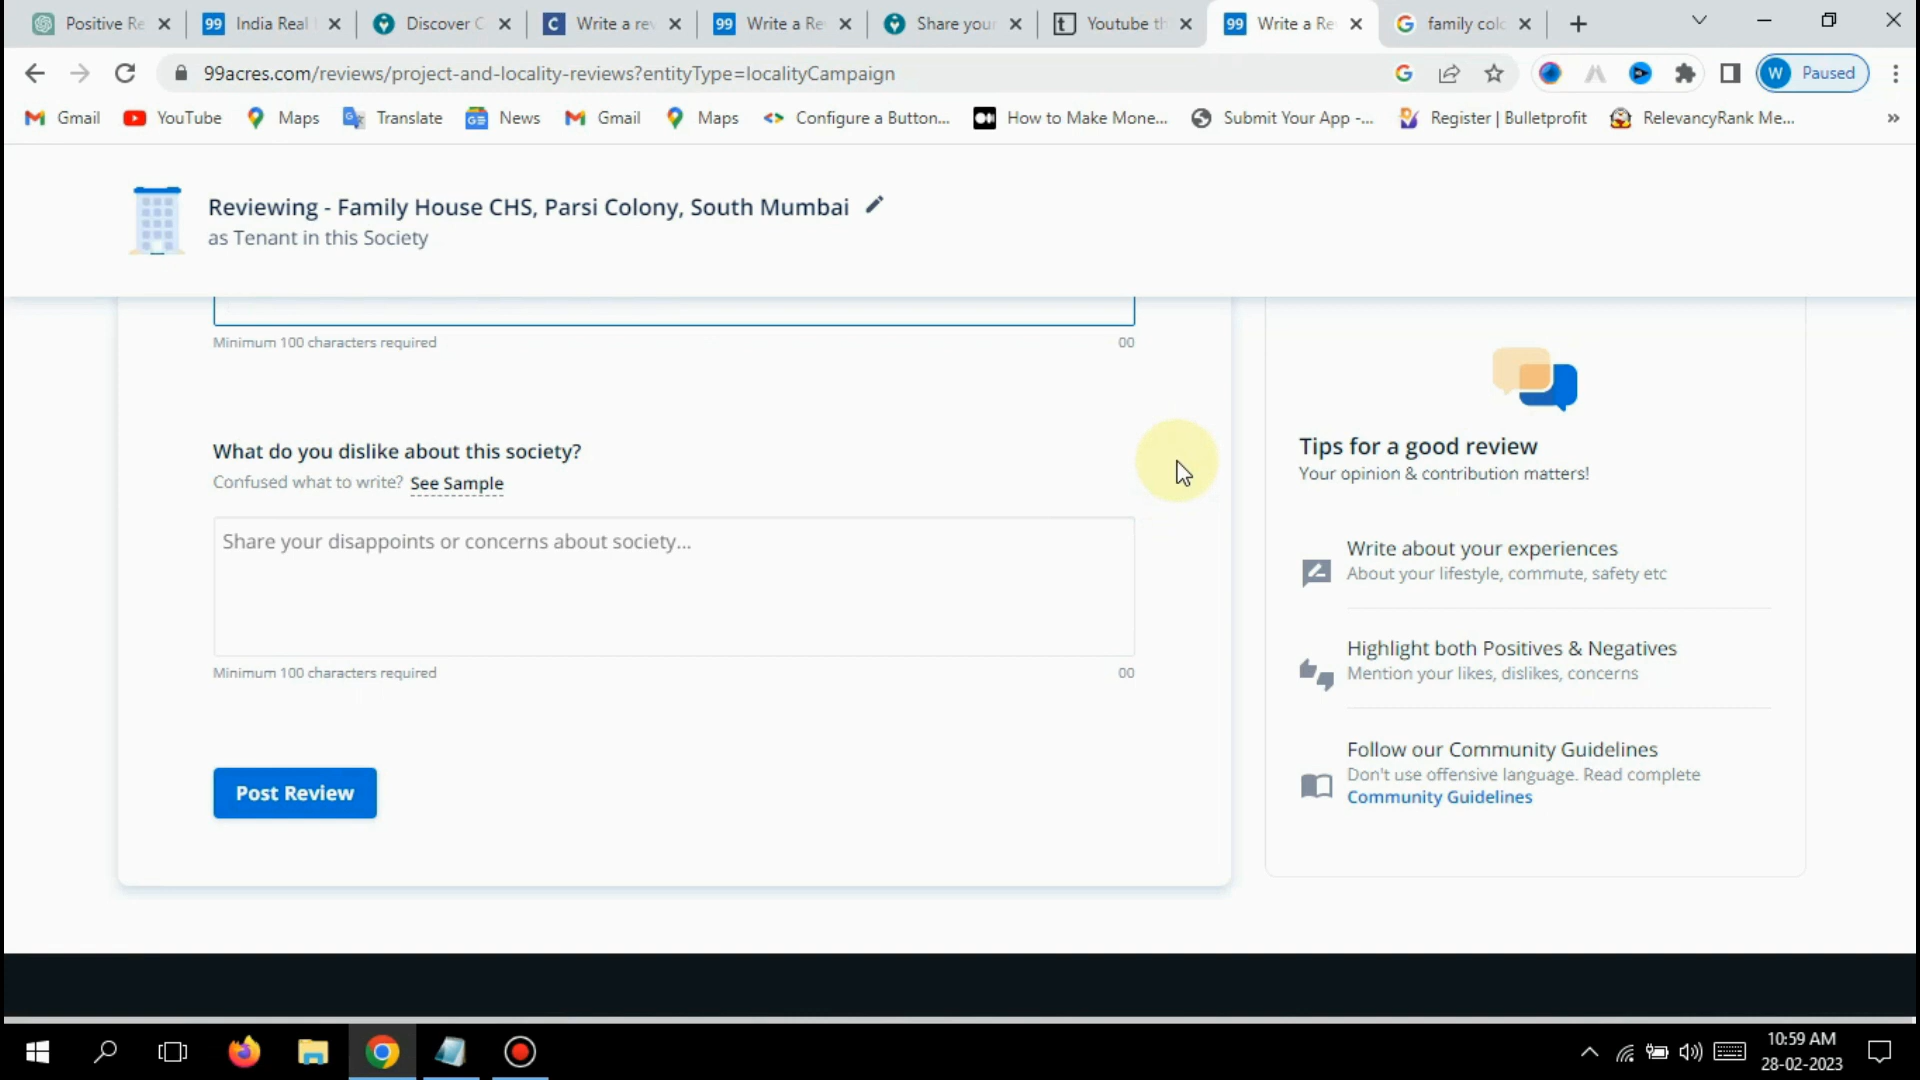 Positive Re
99 India Real
Discover C
C Write a rev
99 Write a Re
Share your
t Youtube th
99 Write a Re
family colo
99acres.com/reviews/project-and-locality-reviews?entityType=localityCampaign
W Paused
Gmail
YouTube
Maps
Translate
News
Gmail
Maps
Configure a Button...
How to Make Mone...
Submit Your App -...
Register | Bulletprofit
RelevancyRank Me...
»
Reviewing - Family House CHS, Parsi Colony, South Mumbai
as Tenant in this Society
Minimum 100 characters required 00
What do you dislike about this society?
Confused what to write? See Sample
Share your disappoints or concerns about society...
Minimum 100 characters required 00
Post Review
Tips for a good review
Your opinion & contribution matters!
Write about your experiences
About your lifestyle, commute, safety etc
Highlight both Positives & Negatives
Mention your likes, dislikes, concerns
Follow our Community Guidelines
Don't use offensive language. Read complete
Community Guidelines
10:59 AM
28-02-2023